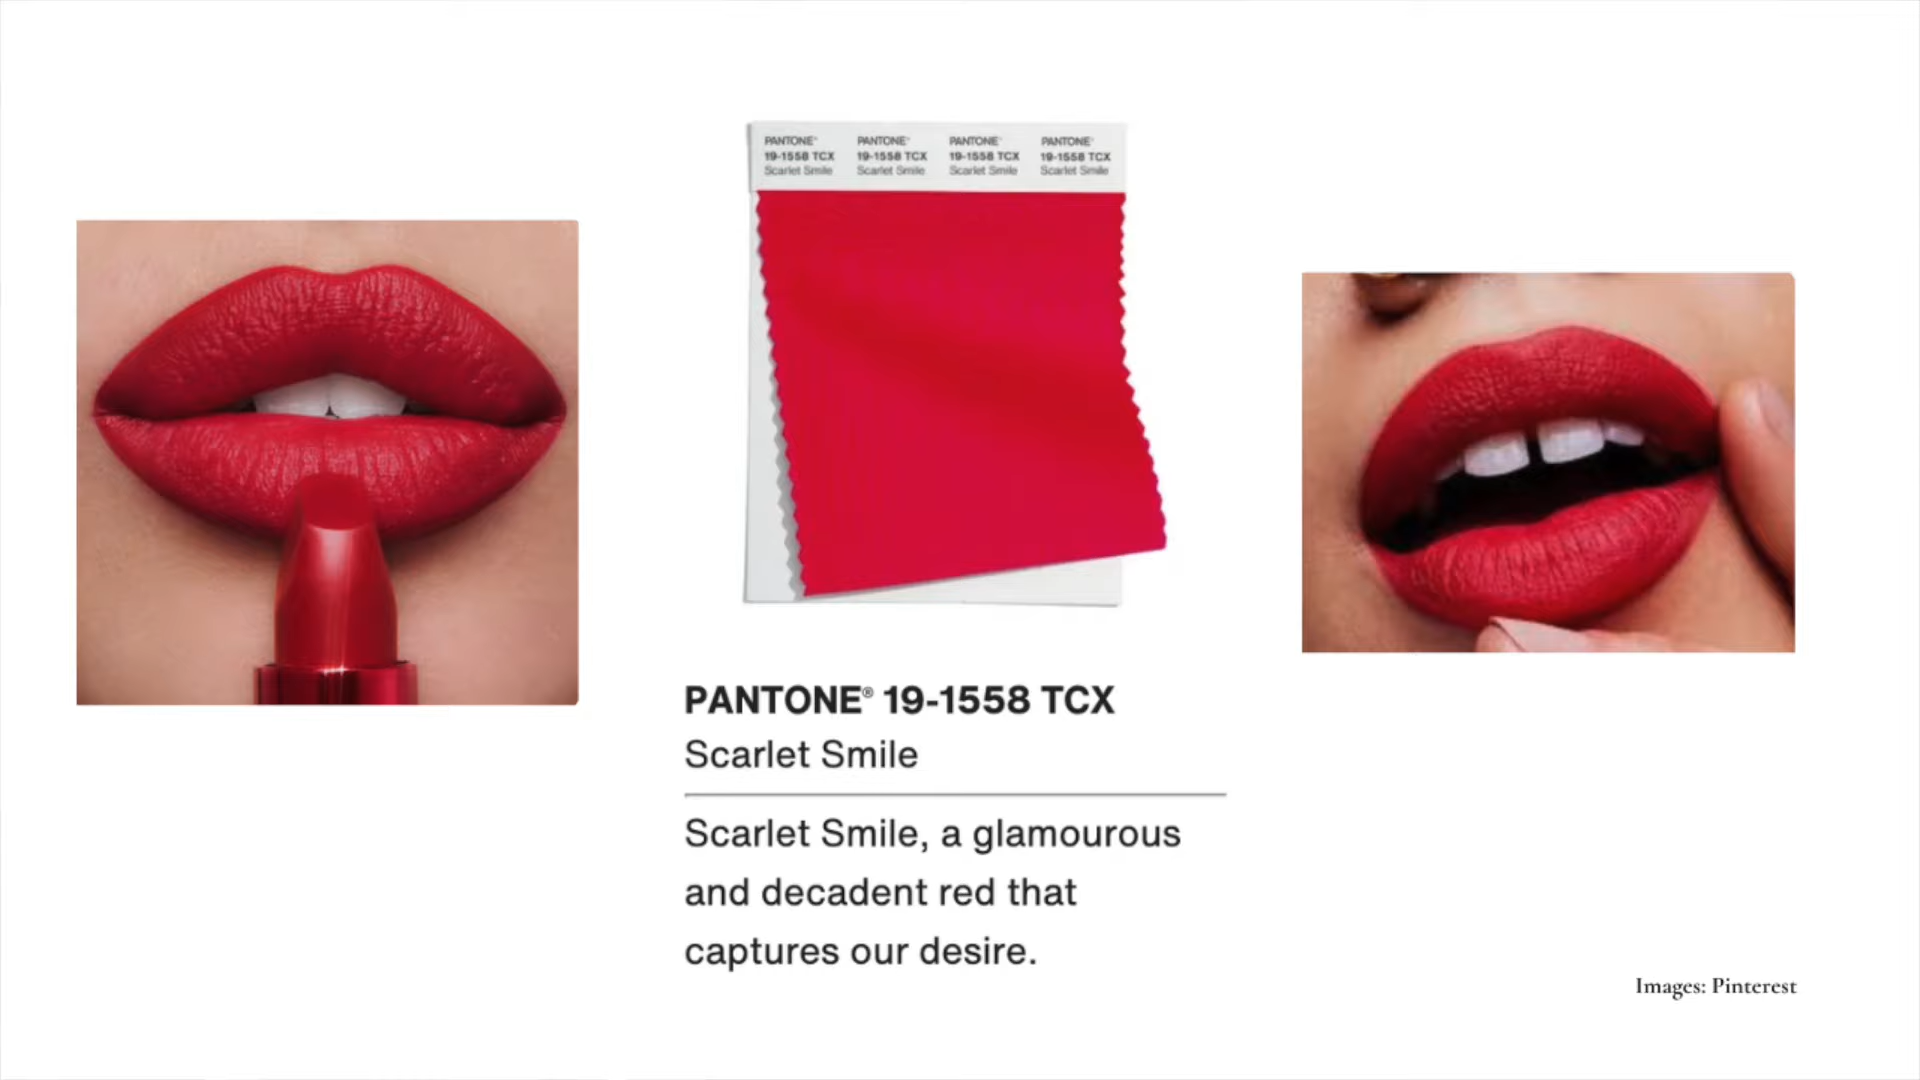 PANTONE® PANTONE® PANTONE® PANTONE®
19-1558 TCX 19-1558 TCX 19-1558 TCX 19-1558 TCX
Scarlet Smile Scarlet Smile Scarlet Smile Scarlet Smile
PANTONE® 19-1558 TCX
Scarlet Smile
Scarlet Smile, a glamourous
and decadent red that
captures our desire.
Images: Pinterest